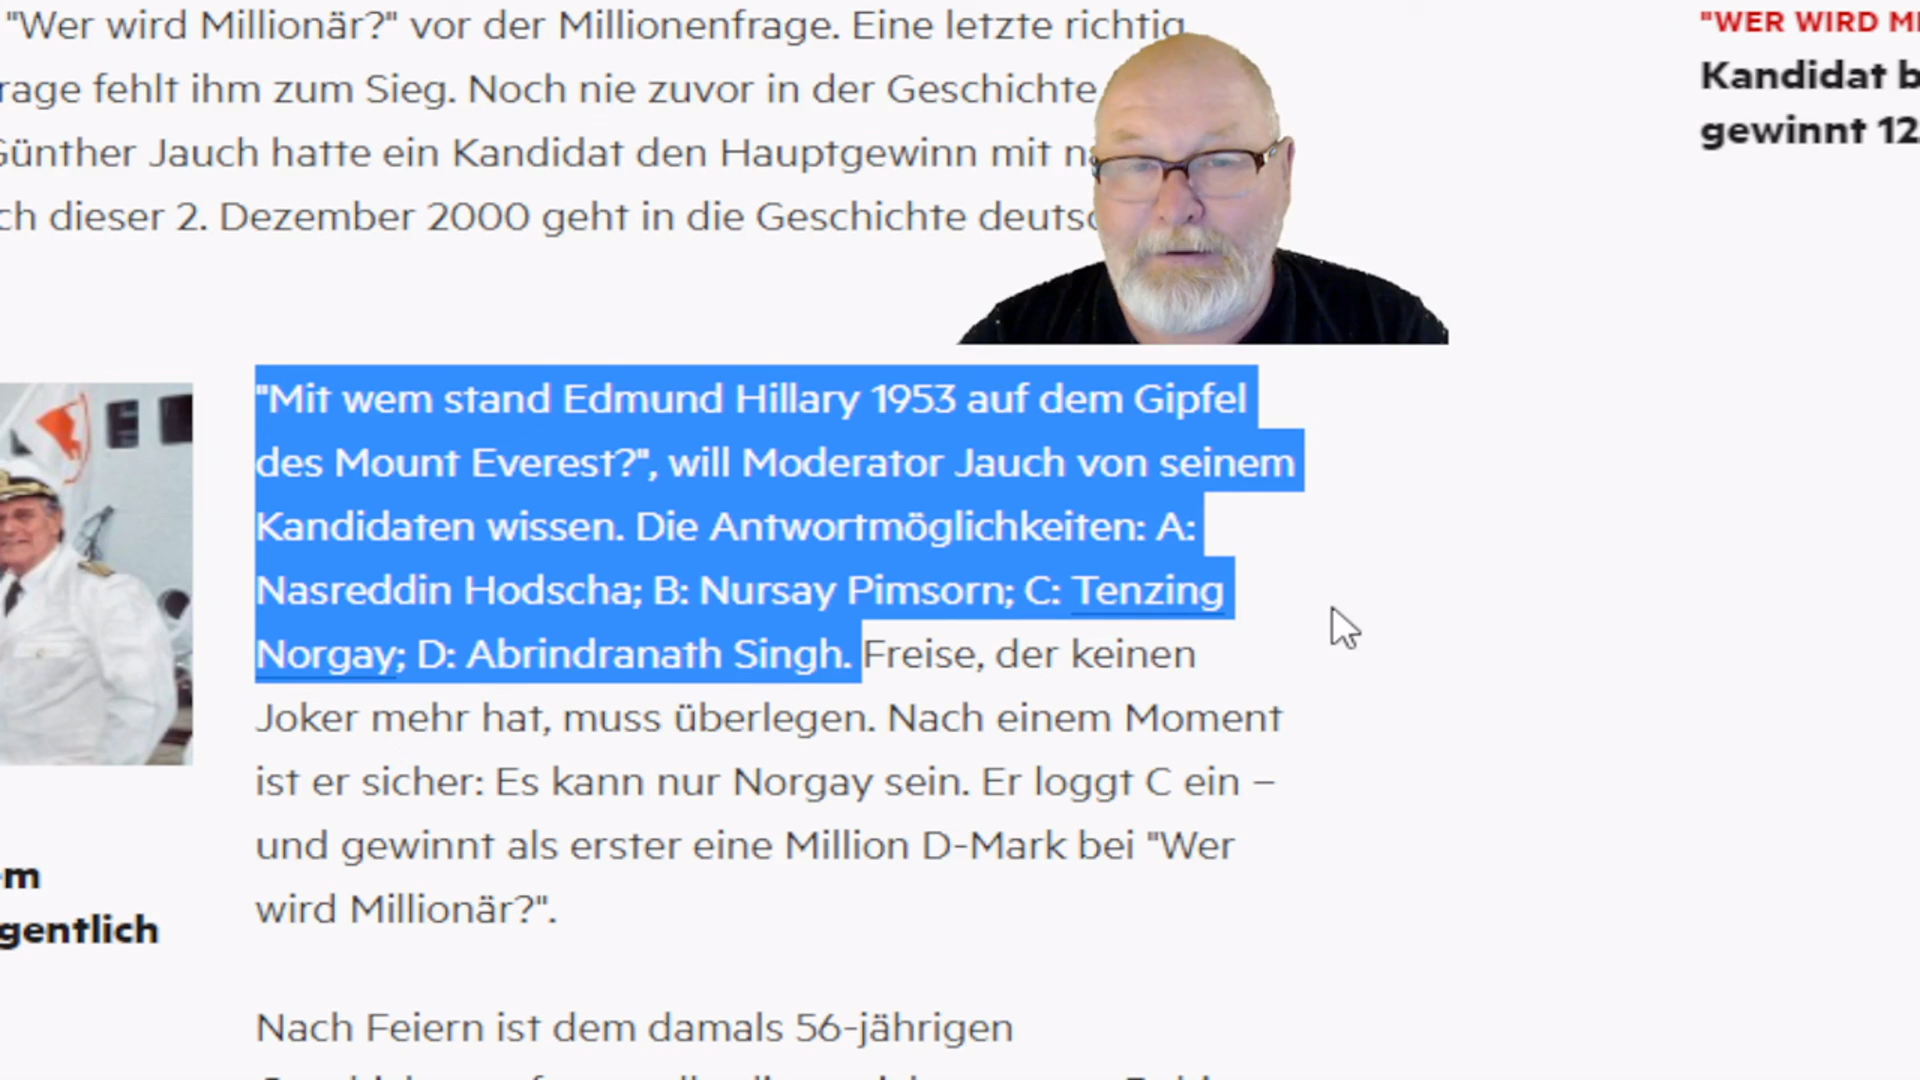 "Wer wird Millionär?" vor der Millionenfrage. Eine letzte richtig
rage fehlt ihm zum Sieg. Noch nie zuvor in der Geschichte
Günther Jauch hatte ein Kandidat den Hauptgewinn mit na
ch dieser 2. Dezember 2000 geht in die Geschichte deutsc
"WER WIRD MI
Kandidat b
gewinnt 12
"Mit wem stand Edmund Hillary 1953 auf dem Gipfel
des Mount Everest?", will Moderator Jauch von seinem
Kandidaten wissen. Die Antwortmöglichkeiten: A:
Nasreddin Hodscha; B: Nursay Pimsorn; C: Tenzing
Norgay; D: Abrindranath Singh. Freise, der keinen
Joker mehr hat, muss überlegen. Nach einem Moment
ist er sicher: Es kann nur Norgay sein. Er loggt C ein –
und gewinnt als erster eine Million D-Mark bei "Wer
wird Millionär?".
em
gentlich
Nach Feiern ist dem damals 56-jährigen